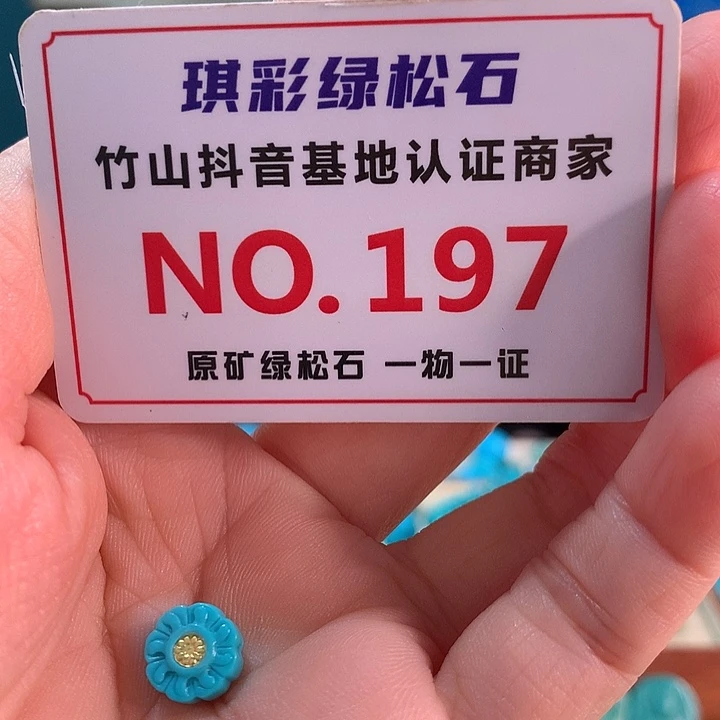 琪彩绿松石
竹山抖音基地认证商家
NO.197
原矿绿松石 一物一证